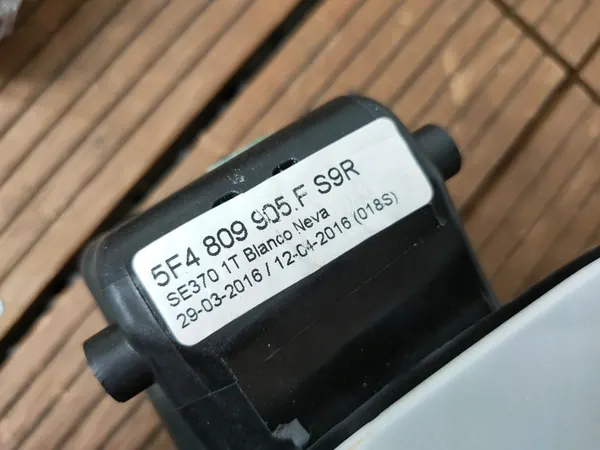 5F4 809 905.F S9R
SE370 1T Blanco Neva
29-03-2016 / 12-04-2016 (018S)